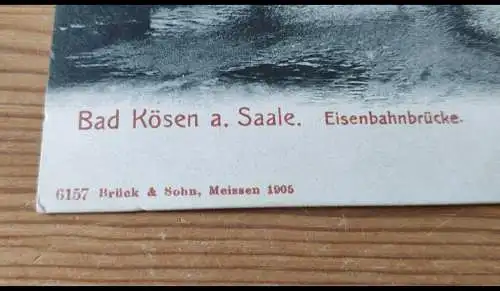 Bad Kösen a. Saale. Eisenbahnbrücke.
6157 Brück & Sohn, Meissen 1905